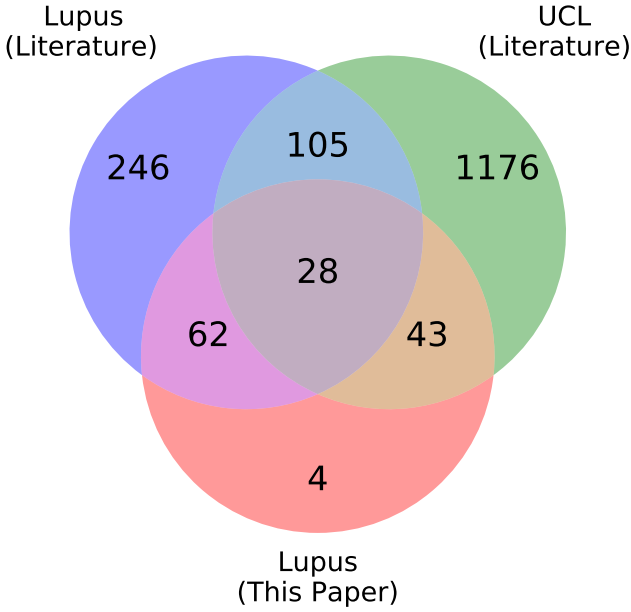 Lupus
(Literature)
UCL
(Literature)
246
105
1176
28
62
43
4
Lupus
(This Paper)